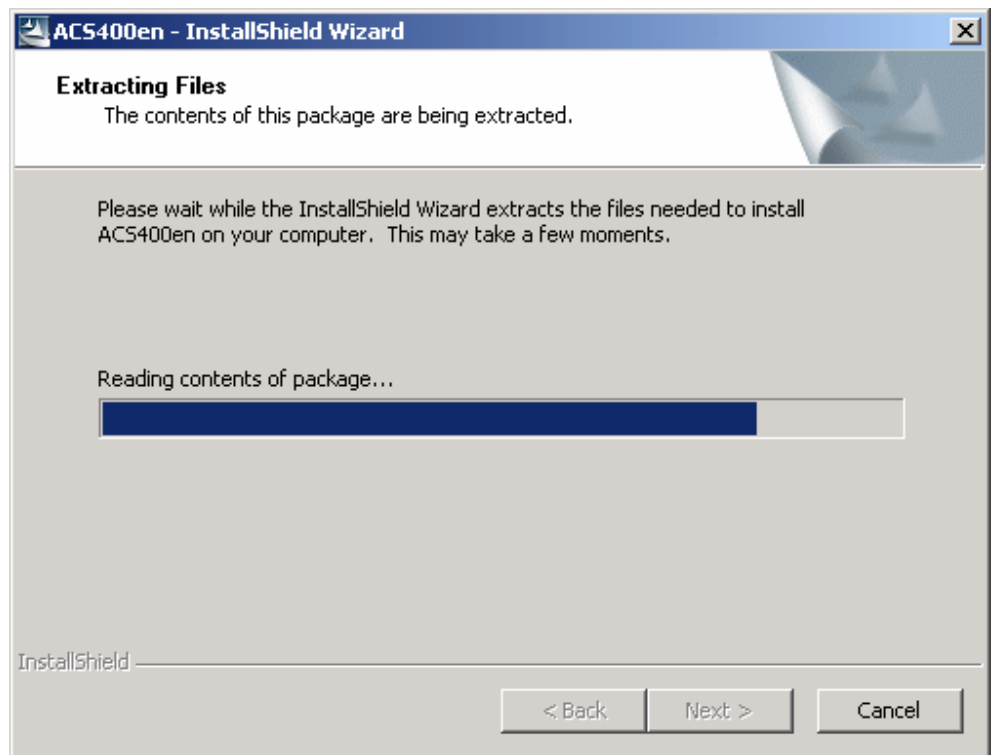 ACS400en - InstallShield Wizard
Extracting Files
The contents of this package are being extracted.
Please wait while the InstallShield Wizard extracts the files needed to install
ACS400en on your computer.  This may take a few moments.
Reading contents of package...
InstallShield
< Back
Next >
Cancel